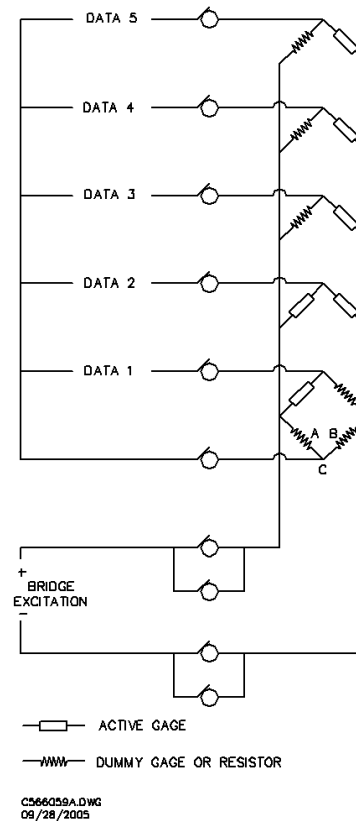 DATA 5
DATA 4
DATA 3
DATA 2
DATA 1
A B
C
+
BRIDGE
EXCITATION
−
ACTIVE GAGE
DUMMY GAGE OR RESISTOR
C566059A.DWG
09/28/2005